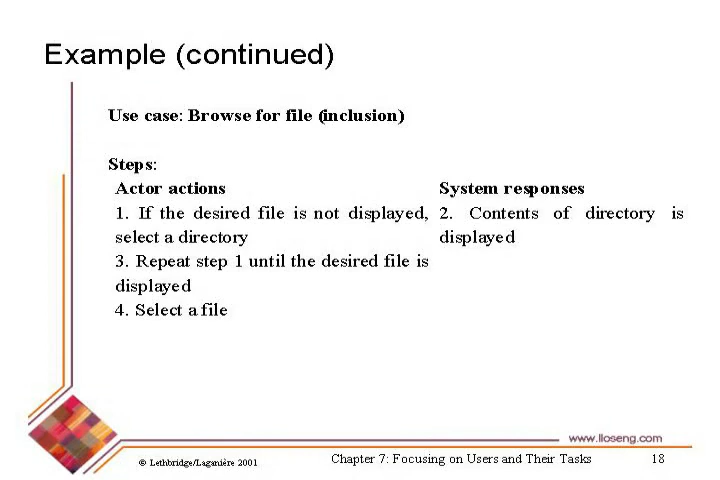 Example (continued)
Use case: Browse for file (inclusion)
Steps:
Actor actions
System responses
1. If the desired file is not displayed,
select a directory
2. Contents of directory is
displayed
3. Repeat step 1 until the desired file is
displayed
4. Select a file
www.lloseng.com
© Lethbridge/Laganière 2001
Chapter 7: Focusing on Users and Their Tasks
18